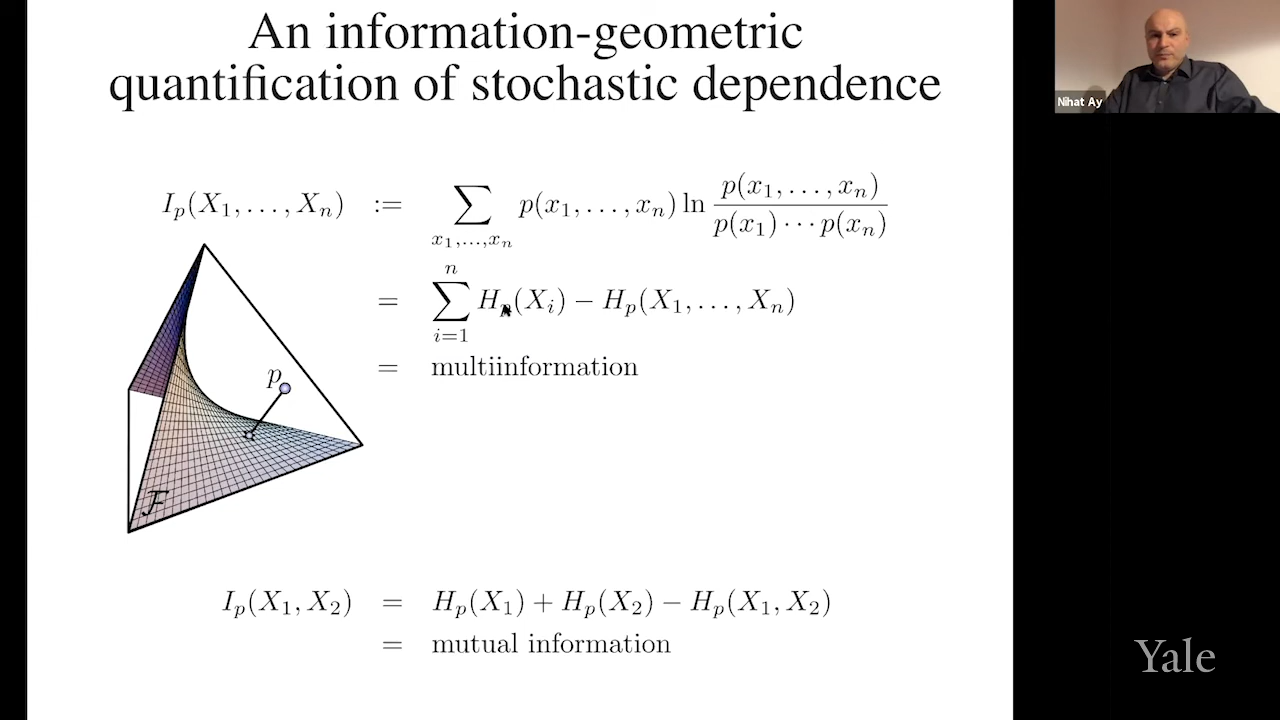 An information-geometric
quantification of stochastic dependence
Nihat Ay
I_p(X_1, …, X_n) := ∑_{x_1,…,x_n} p(x_1, …, x_n) ln p(x_1, …, x_n) / p(x_1) ⋯ p(x_n)
= ∑_{i=1}^{n} H_p(X_i) − H_p(X_1, …, X_n)
= multiinformation
p
ℱ
I_p(X_1, X_2) = H_p(X_1) + H_p(X_2) − H_p(X_1, X_2)
= mutual information
Yale